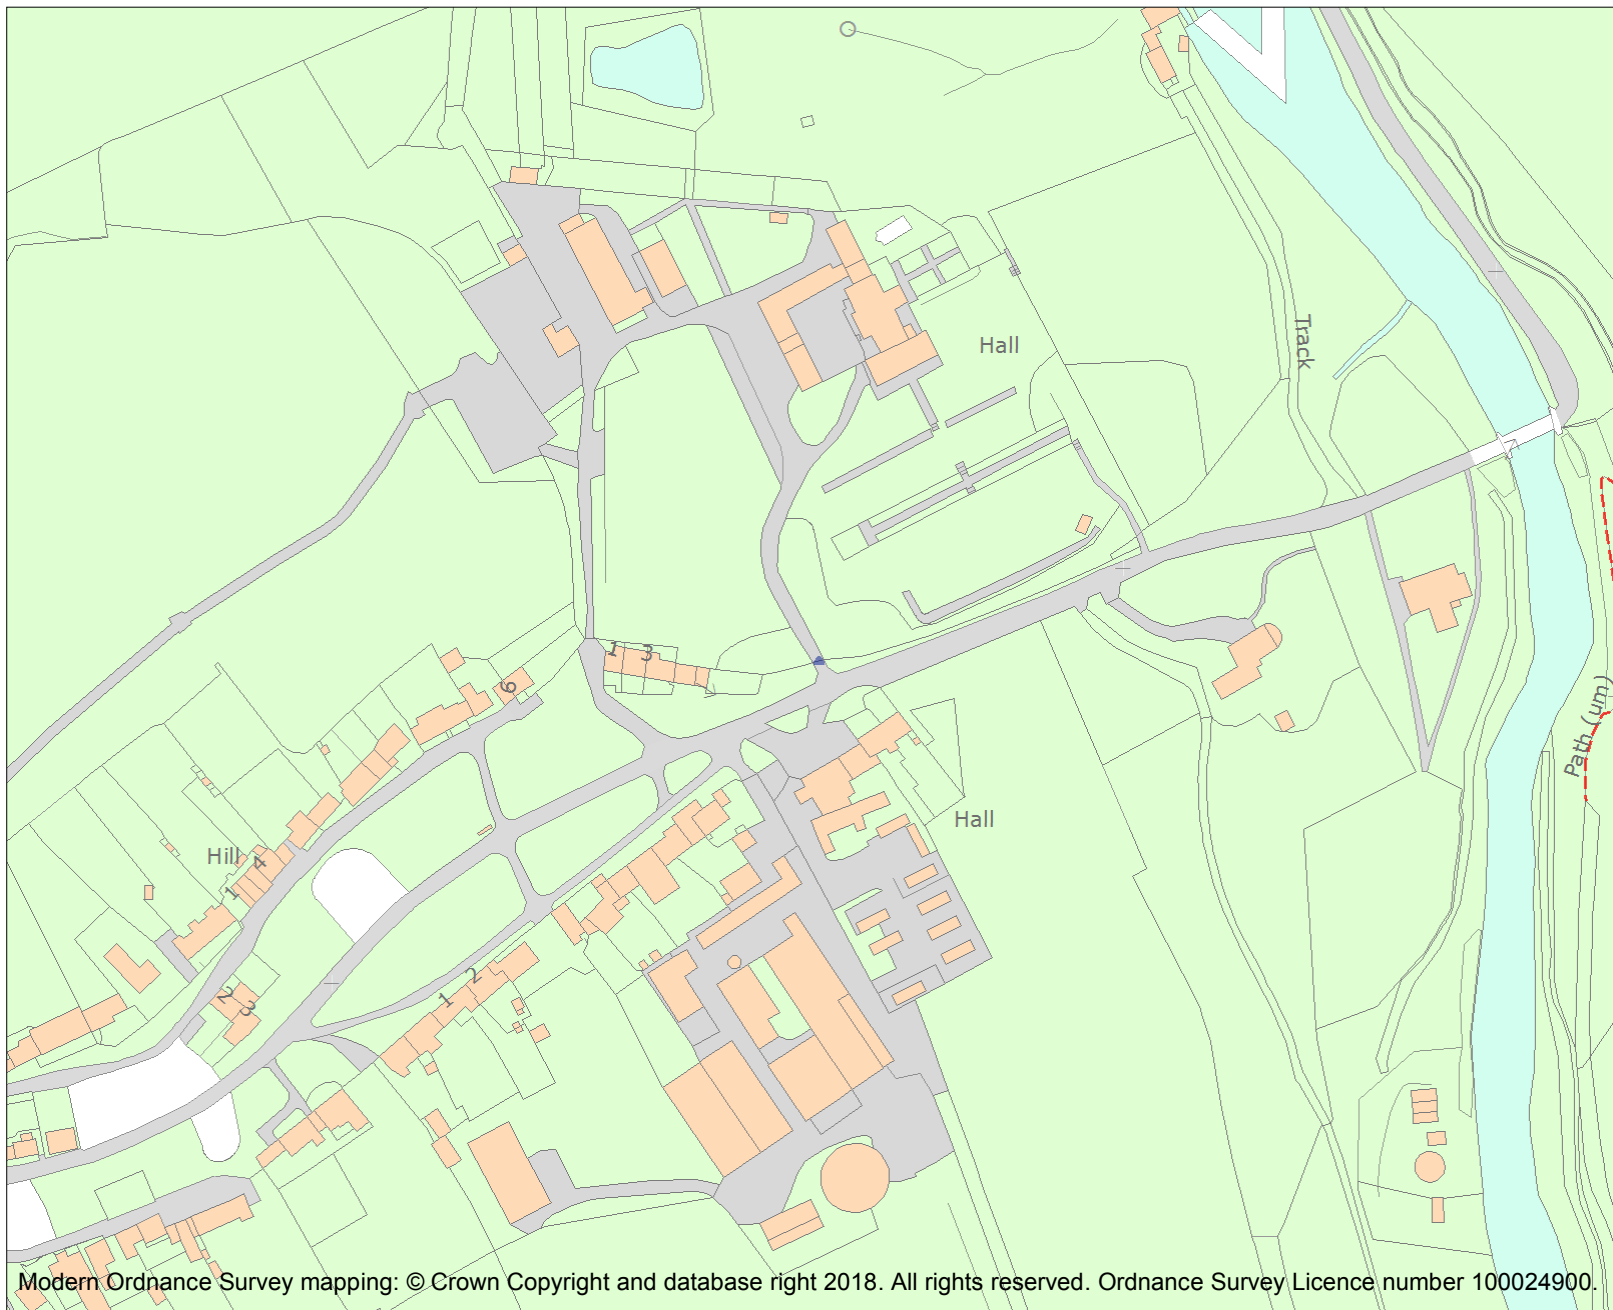 Hall
Track
1 3
6
Path (um)
Hall
Hill
1 4
2 3
1 2
Modern Ordnance Survey mapping: © Crown Copyright and database right 2018. All rights reserved. Ordnance Survey Licence number 100024900.